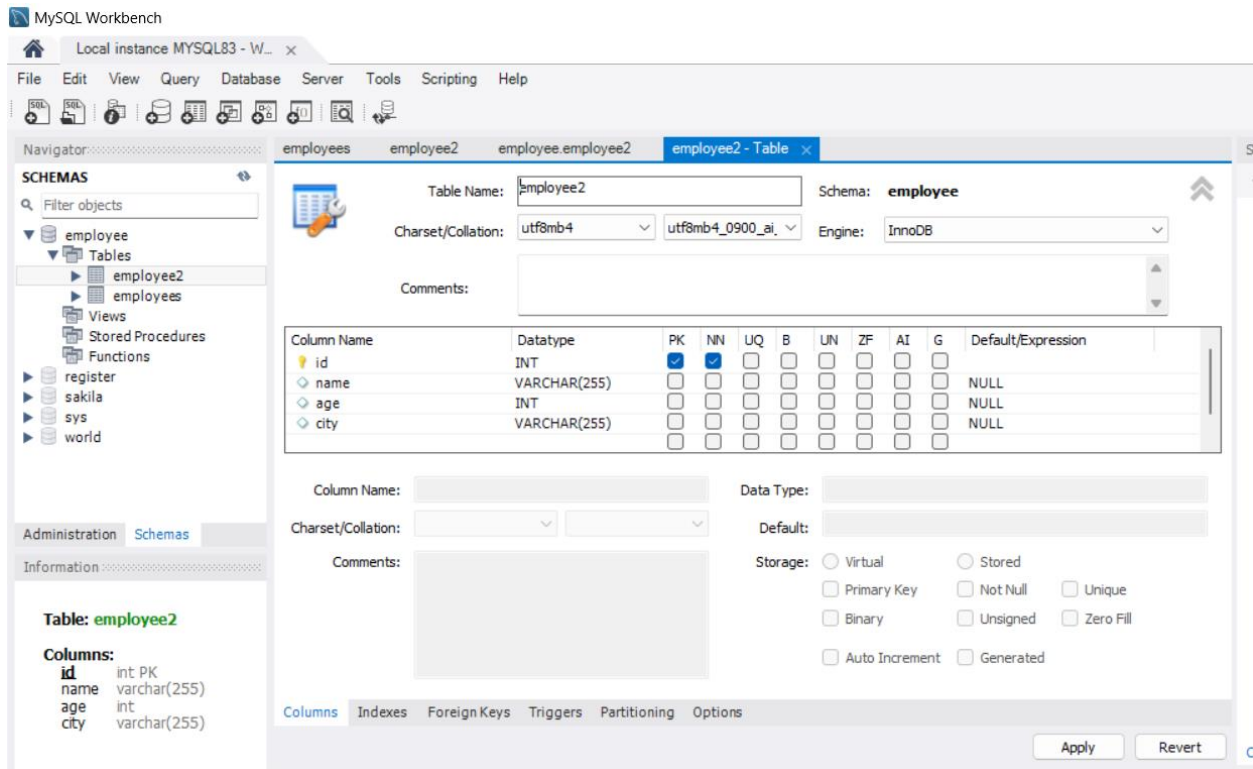 MySQL Workbench
Local instance MYSQL83 - W...
File Edit View Query Database Server Tools Scripting Help
Navigator
SCHEMAS
Filter objects
employee
Tables
employee2
employees
Views
Stored Procedures
Functions
register
sakila
sys
world
Administration Schemas
Information
Table: employee2
Columns:
id int PK
name varchar(255)
age int
city varchar(255)
employees employee2 employee.employee2 employee2 - Table
Table Name: employee2 Schema: employee
Charset/Collation: utf8mb4 utf8mb4_0900_ai_ Engine: InnoDB
Comments:
Column Name Datatype PK NN UQ B UN ZF AI G Default/Expression
id INT
name VARCHAR(255) NULL
age INT NULL
city VARCHAR(255) NULL
Column Name: Data Type:
Charset/Collation: Default:
Comments: Storage: Virtual Stored
Primary Key Not Null Unique
Binary Unsigned Zero Fill
Auto Increment Generated
Columns Indexes Foreign Keys Triggers Partitioning Options
Apply Revert